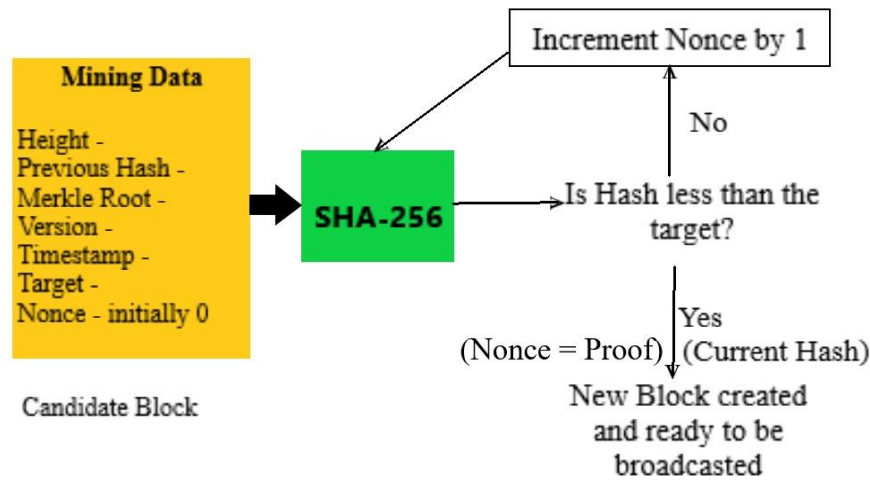 Increment Nonce by 1
Mining Data
Height -
Previous Hash -
Merkle Root -
Version -
Timestamp -
Target -
Nonce - initially 0
SHA-256
No
Is Hash less than the
target?
Yes
(Nonce = Proof)
(Current Hash)
New Block created
and ready to be
broadcasted
Candidate Block